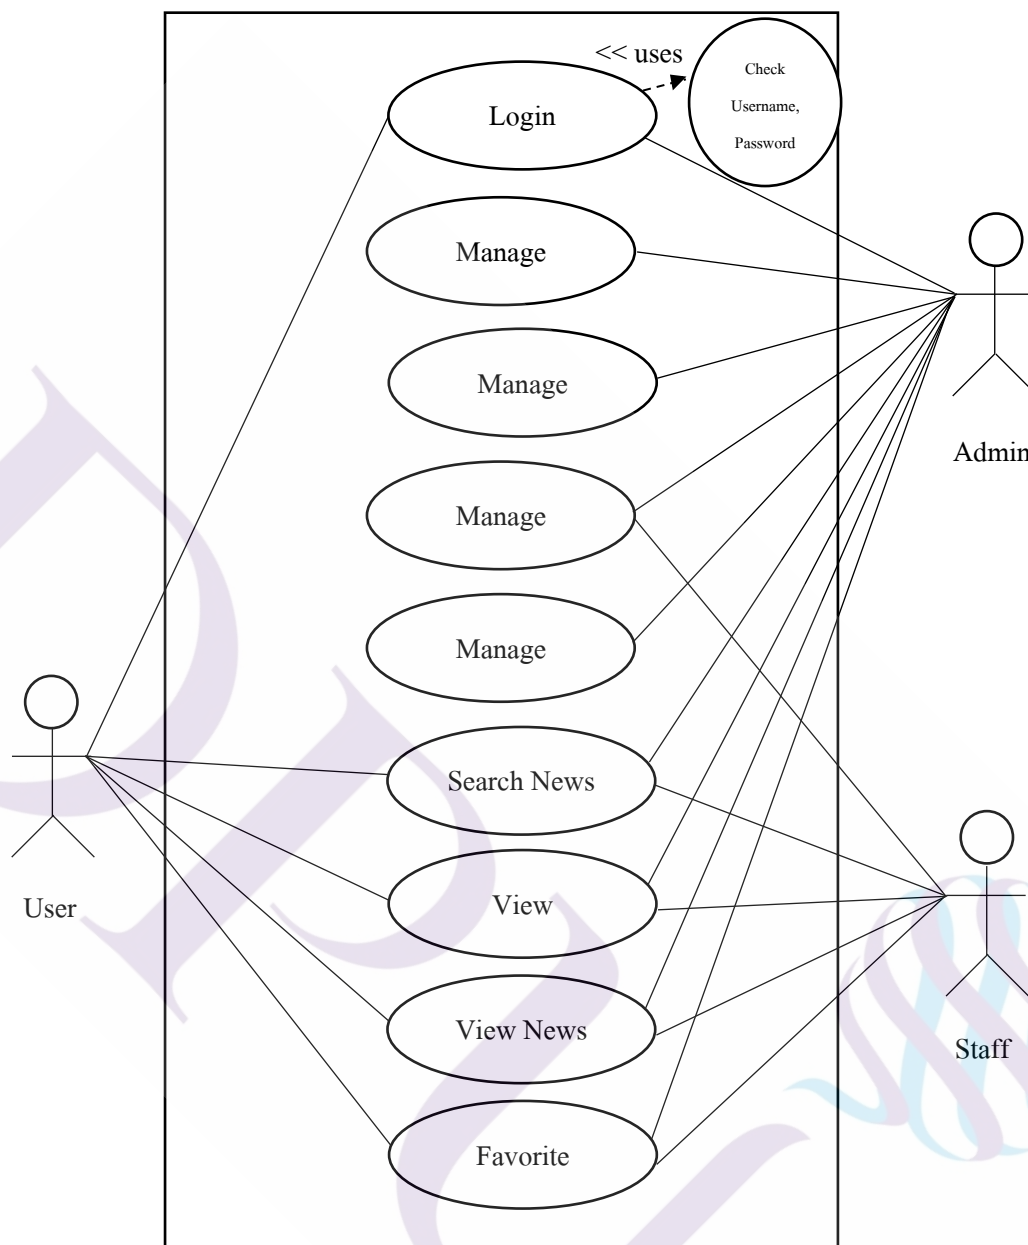 << uses
Check
Username,
Password
Login
Manage
Manage
Admin
Manage
Manage
Search News
User
View
View News
Staff
Favorite